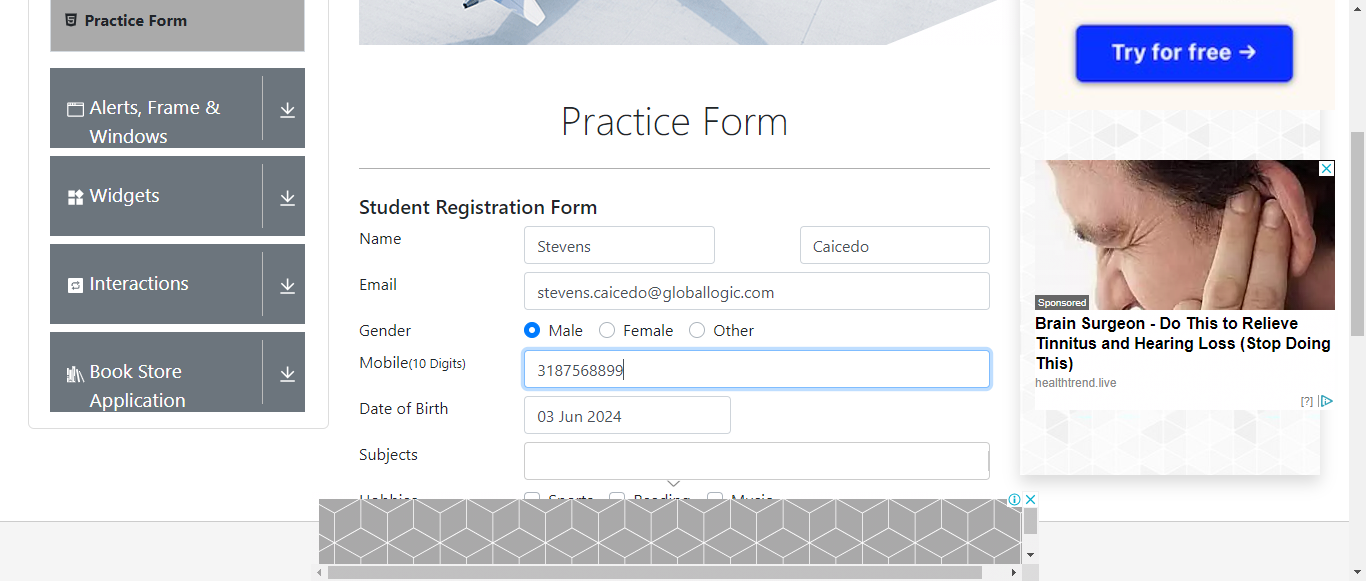 Practice Form
Alerts, Frame &
Windows
Widgets
Interactions
Book Store
Application
Practice Form
Student Registration Form
Name
Stevens
Caicedo
Email
stevens.caicedo@globallogic.com
Gender
Male
Female
Other
Mobile(10 Digits)
3187568899
Date of Birth
03 Jun 2024
Subjects
Hobbies
Sports
Reading
Music
Try for free →
Sponsored
Brain Surgeon - Do This to Relieve
Tinnitus and Hearing Loss (Stop Doing
This)
healthtrend.live
[?]